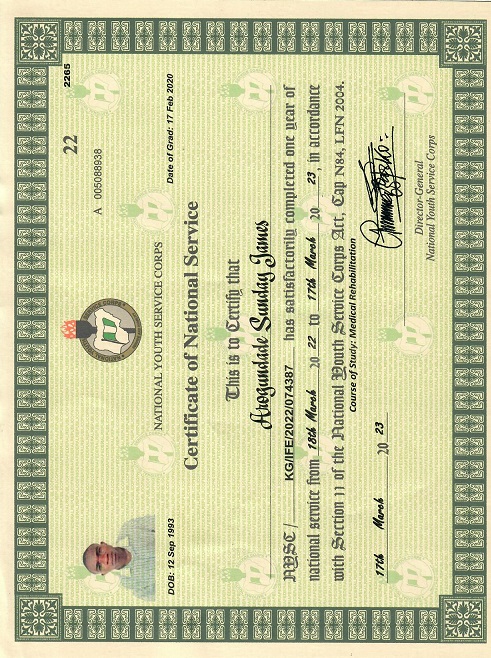 22
2265
A 005088938
NATIONAL YOUTH SERVICE CORPS
DOB: 12 Sep 1993
Date of Grad: 17 Feb 2020
Certificate of National Service
This is to Certify that
Arogundade Sunday James
NYSC / KG/IFE/2022/074387 has satisfactorily completed one year of
national service from 18th March 20 22 to 17th March 20 23, in accordance
with Section 11 of the National Youth Service Corps Act, Cap N84, LFN 2004.
Course of Study: Medical Rehabilitation
17th March 20 23
Director-General
National Youth Service Corps